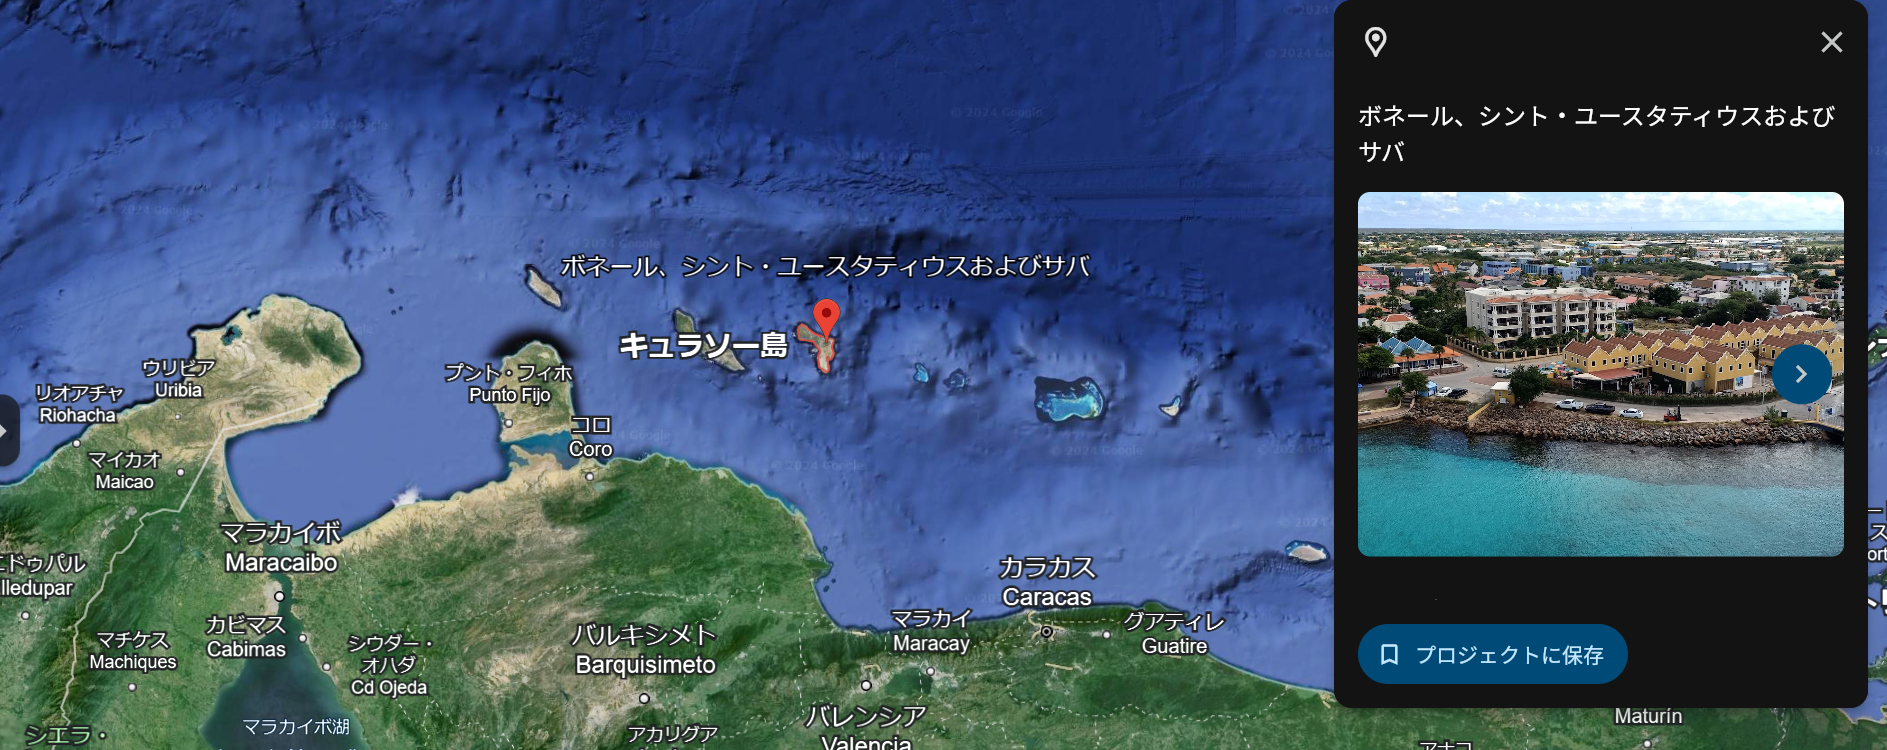 ボネール、シント・ユースタティウスおよび
サバ
プロジェクトに保存
© 2024 Google
ボネール、シント・ユースタティウスおよびサバ
キュラソー島
ウリビア
Uribia
リオアチャ
Riohacha
プント・フィホ
Punto Fijo
コロ
Coro
マイカオ
Maicao
マラカイボ
Maracaibo
カラカス
Caracas
マラカイ
Maracay
グアティレ
Guatire
マチケス
Machiques
カビマス
Cabimas
シウダー・
オハダ
Cd Ojeda
バルキシメト
Barquisimeto
バレンシア
Valencia
マラカイボ湖
アカリグア
シエラ・
ドゥパル
lledupar
Maturín
アナコ